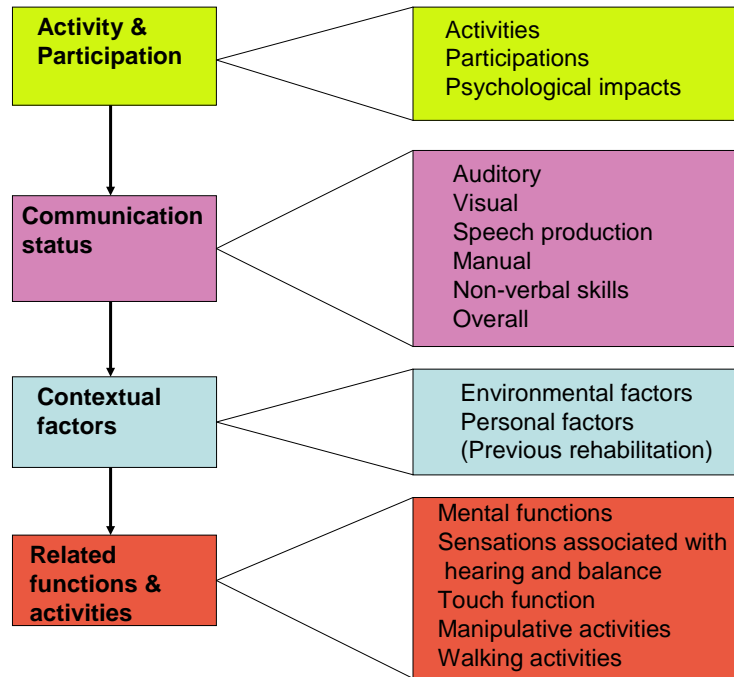 Activity &
Participation
Activities
Participations
Psychological impacts
Communication
status
Auditory
Visual
Speech production
Manual
Non-verbal skills
Overall
Contextual
factors
Environmental factors
Personal factors
(Previous rehabilitation)
Related
functions &
activities
Mental functions
Sensations associated with
hearing and balance
Touch function
Manipulative activities
Walking activities